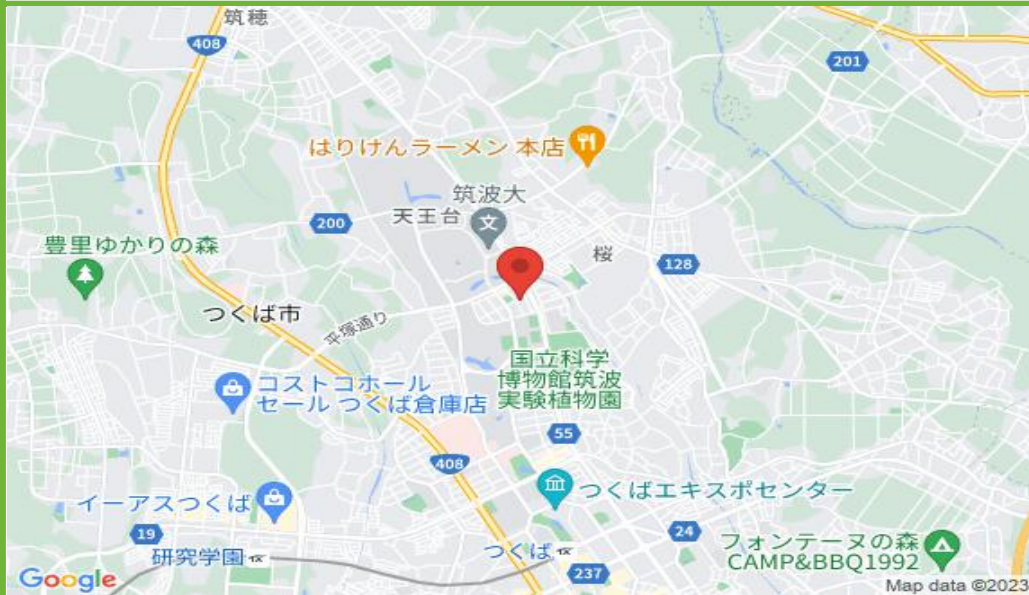 筑穂
408
201
はりけんラーメン 本店
筑波大
天王台
文
200
桜
128
豊里ゆかりの森
つくば市
平塚通り
国立科学
博物館筑波
実験植物園
コストコホール
セール つくば倉庫店
55
408
つくばエキスポセンター
イーアスつくば
19
24
研究学園
つくば
フォンテーヌの森
CAMP&BBQ1992
237
Google
Map data ©2023